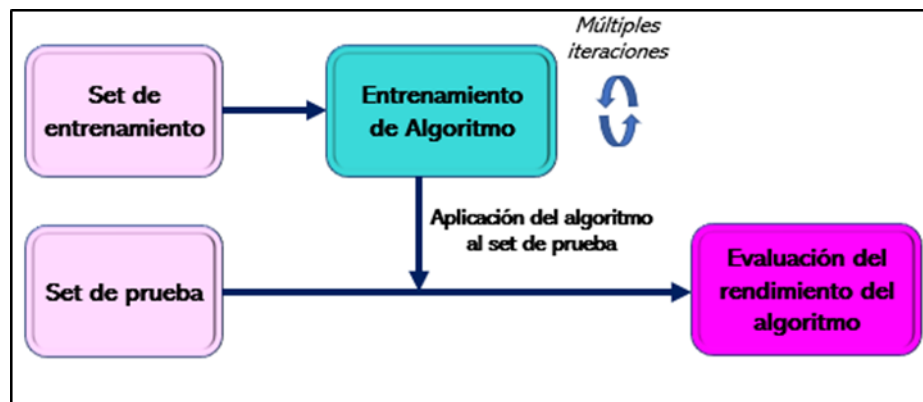 Múltiples
iteraciones
Set de
entrenamiento
Entrenamiento
de Algoritmo
Aplicación del algoritmo
al set de prueba
Set de prueba
Evaluación del
rendimiento del
algoritmo